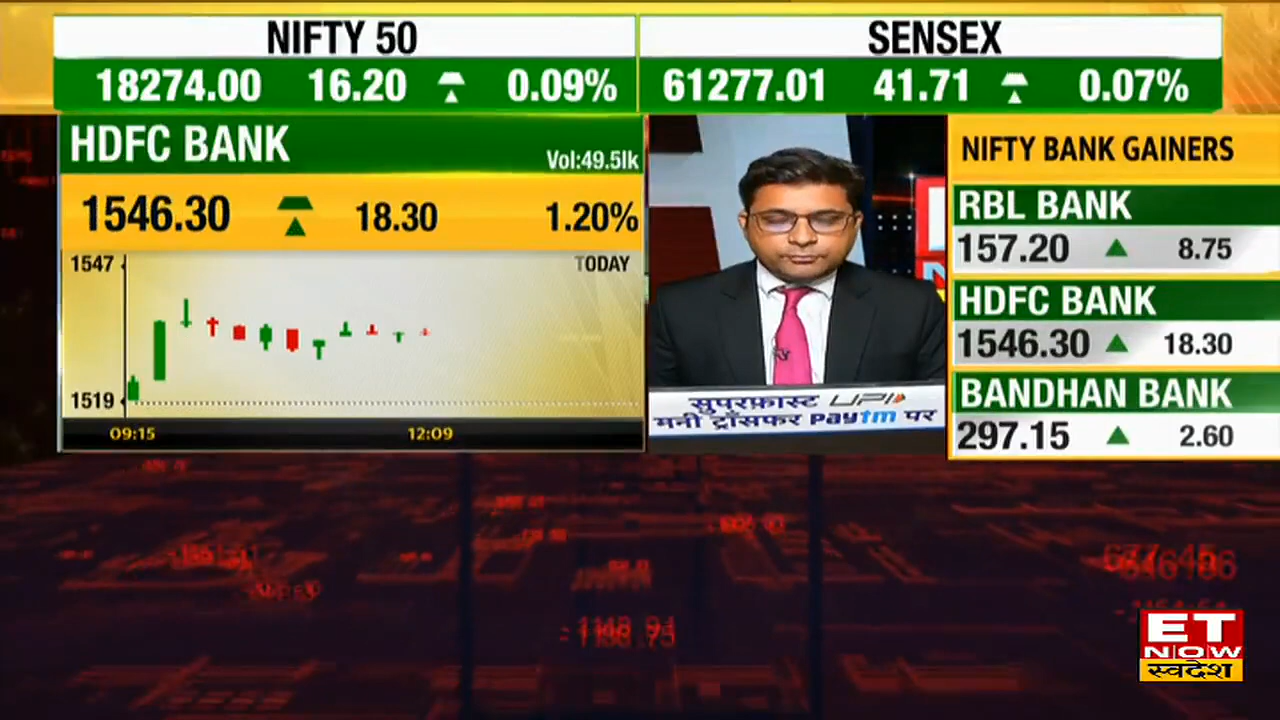 NIFTY 50
18274.00 16.20 0.09%
SENSEX
61277.01 41.71 0.07%
HDFC BANK
Vol:49.5lk
1546.30 18.30 1.20%
1547
TODAY
1519
09:15 12:09
सुपरफ़ास्ट UPI
मनी ट्राँसफर Paytm पर
NIFTY BANK GAINERS
RBL BANK
157.20 8.75
HDFC BANK
1546.30 18.30
BANDHAN BANK
297.15 2.60
ET
NOW
स्वदेश